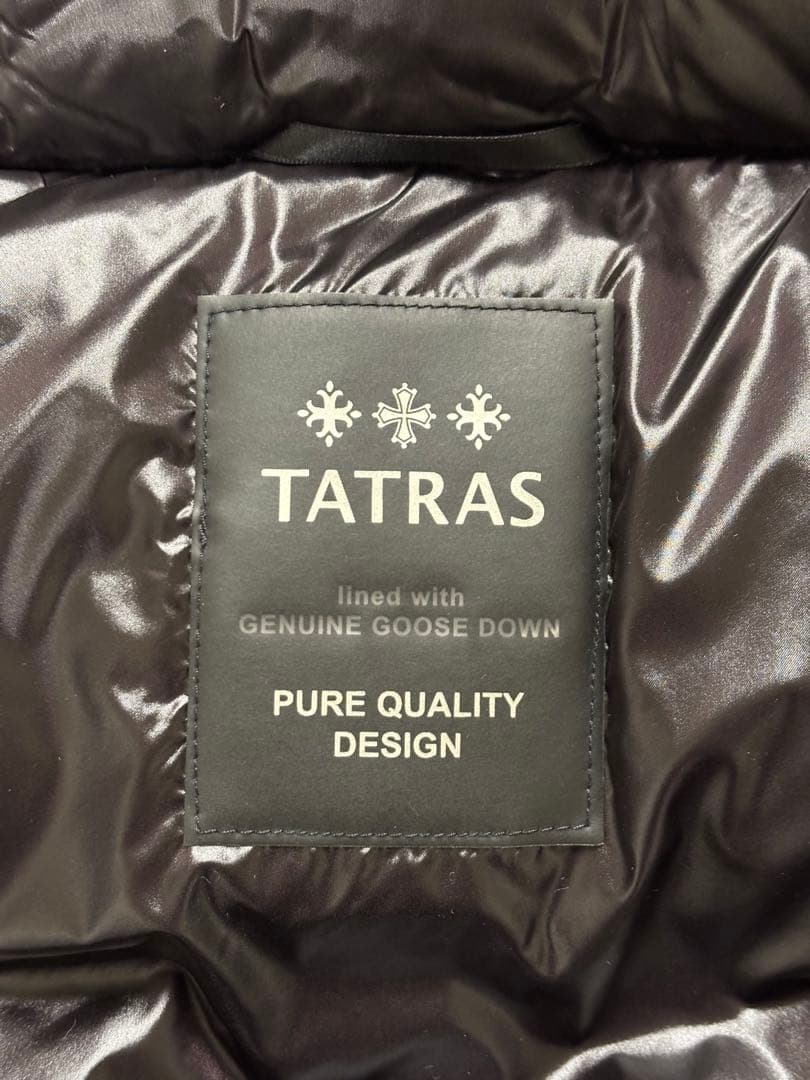 TATRAS
lined with
GENUINE GOOSE DOWN
PURE QUALITY
DESIGN